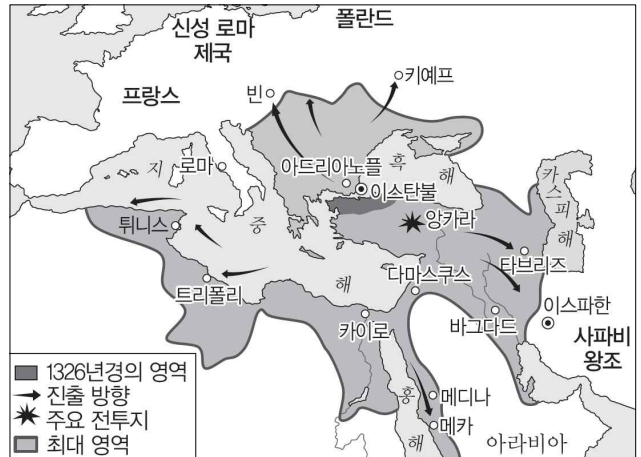 신성 로마
제국
폴란드
프랑스
빈
키예프
로마
아드리아노플
이스탄불
흑
해
카
스
피
해
지
중
해
튀니스
앙카라
타브리즈
트리폴리
다마스쿠스
카이로
바그다드
이스파한
사파비
왕조
홍
해
메디나
메카
아라비아
1326년경의 영역
진출 방향
주요 전투지
최대 영역